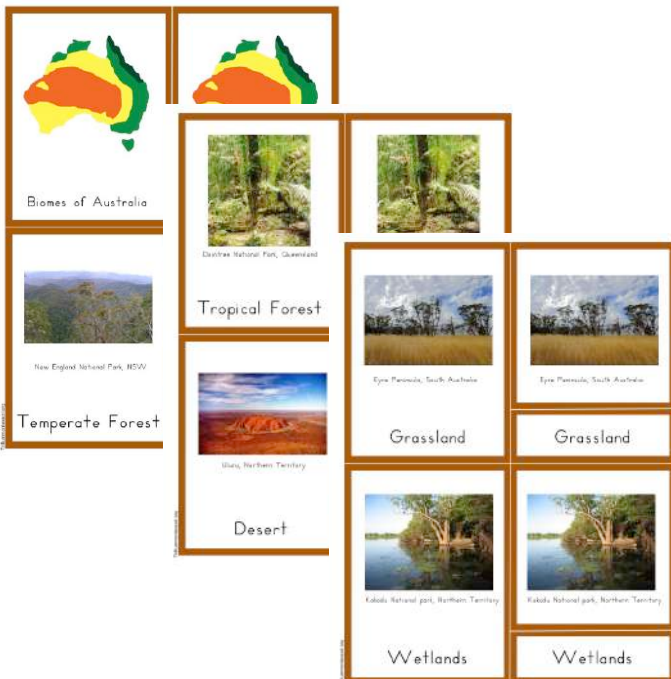 Biomes of Australia
New England National Park, NSW
Temperate Forest
Daintree National Park, Queensland
Tropical Forest
Uluru, Northern Territory
Desert
Eyre Peninsula, South Australia
Grassland
Eyre Peninsula, South Australia
Grassland
Kakadu National park, Northern Territory
Wetlands
Kakadu National park, Northern Territory
Wetlands